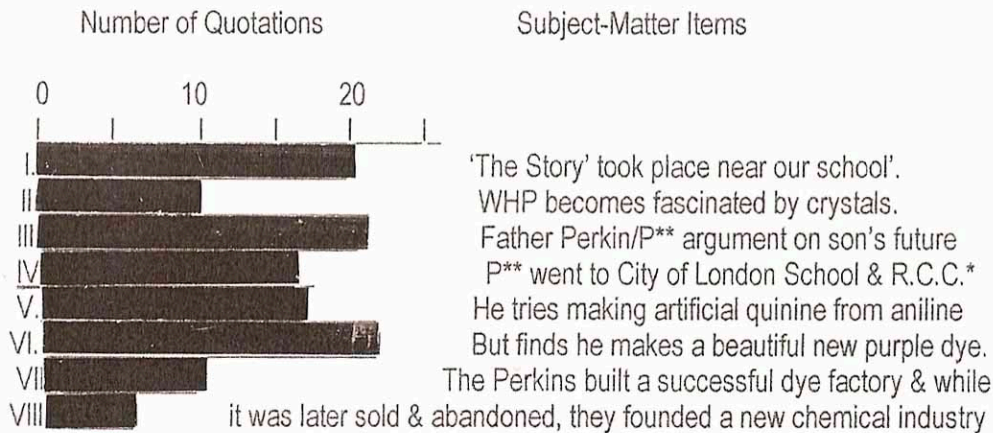 Number of Quotations Subject-Matter Items
0 10 20
I. 'The Story' took place near our school'.
II WHP becomes fascinated by crystals.
III Father Perkin/P** argument on son's future
IV P** went to City of London School & R.C.C.*
V. He tries making artificial quinine from aniline
VI. But finds he makes a beautiful new purple dye.
VII The Perkins built a successful dye factory & while
VIII it was later sold & abandoned, they founded a new chemical industry